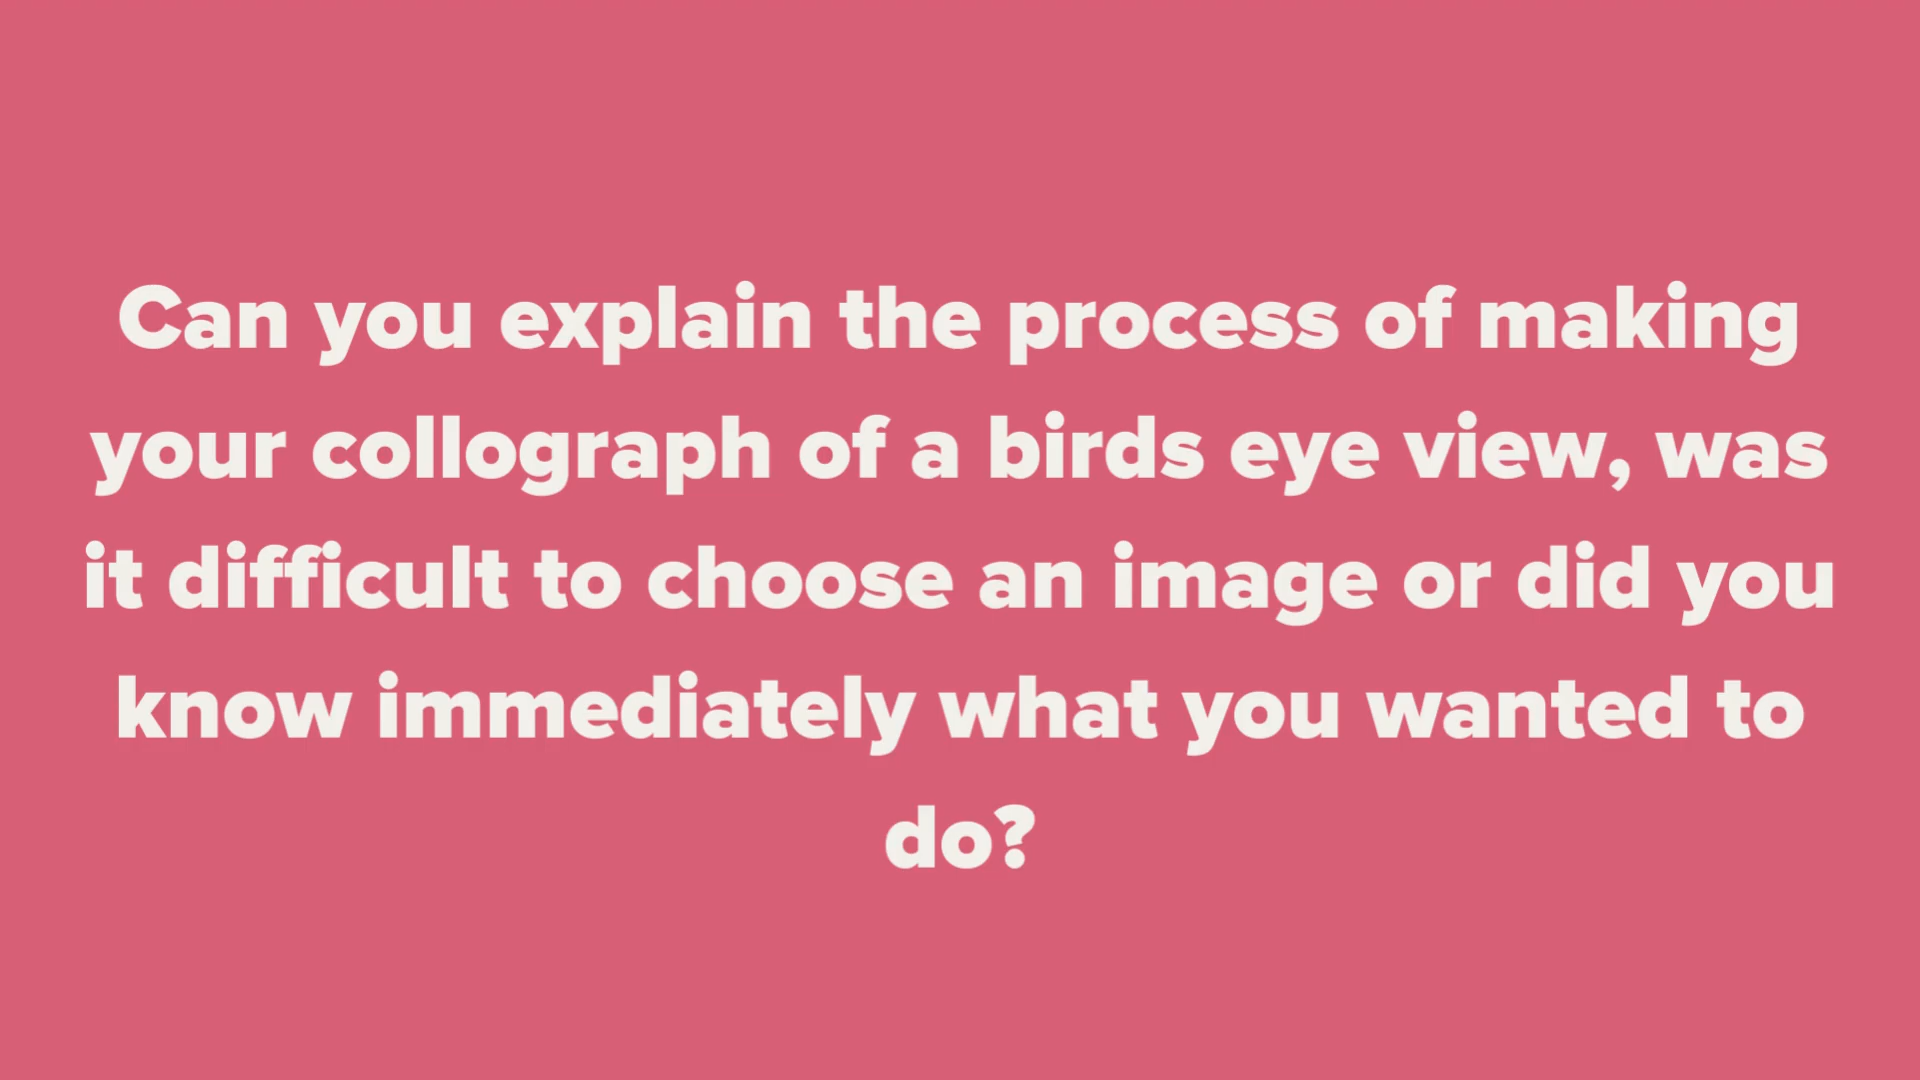 Can you explain the process of making
your collograph of a birds eye view, was
it difficult to choose an image or did you
know immediately what you wanted to
do?